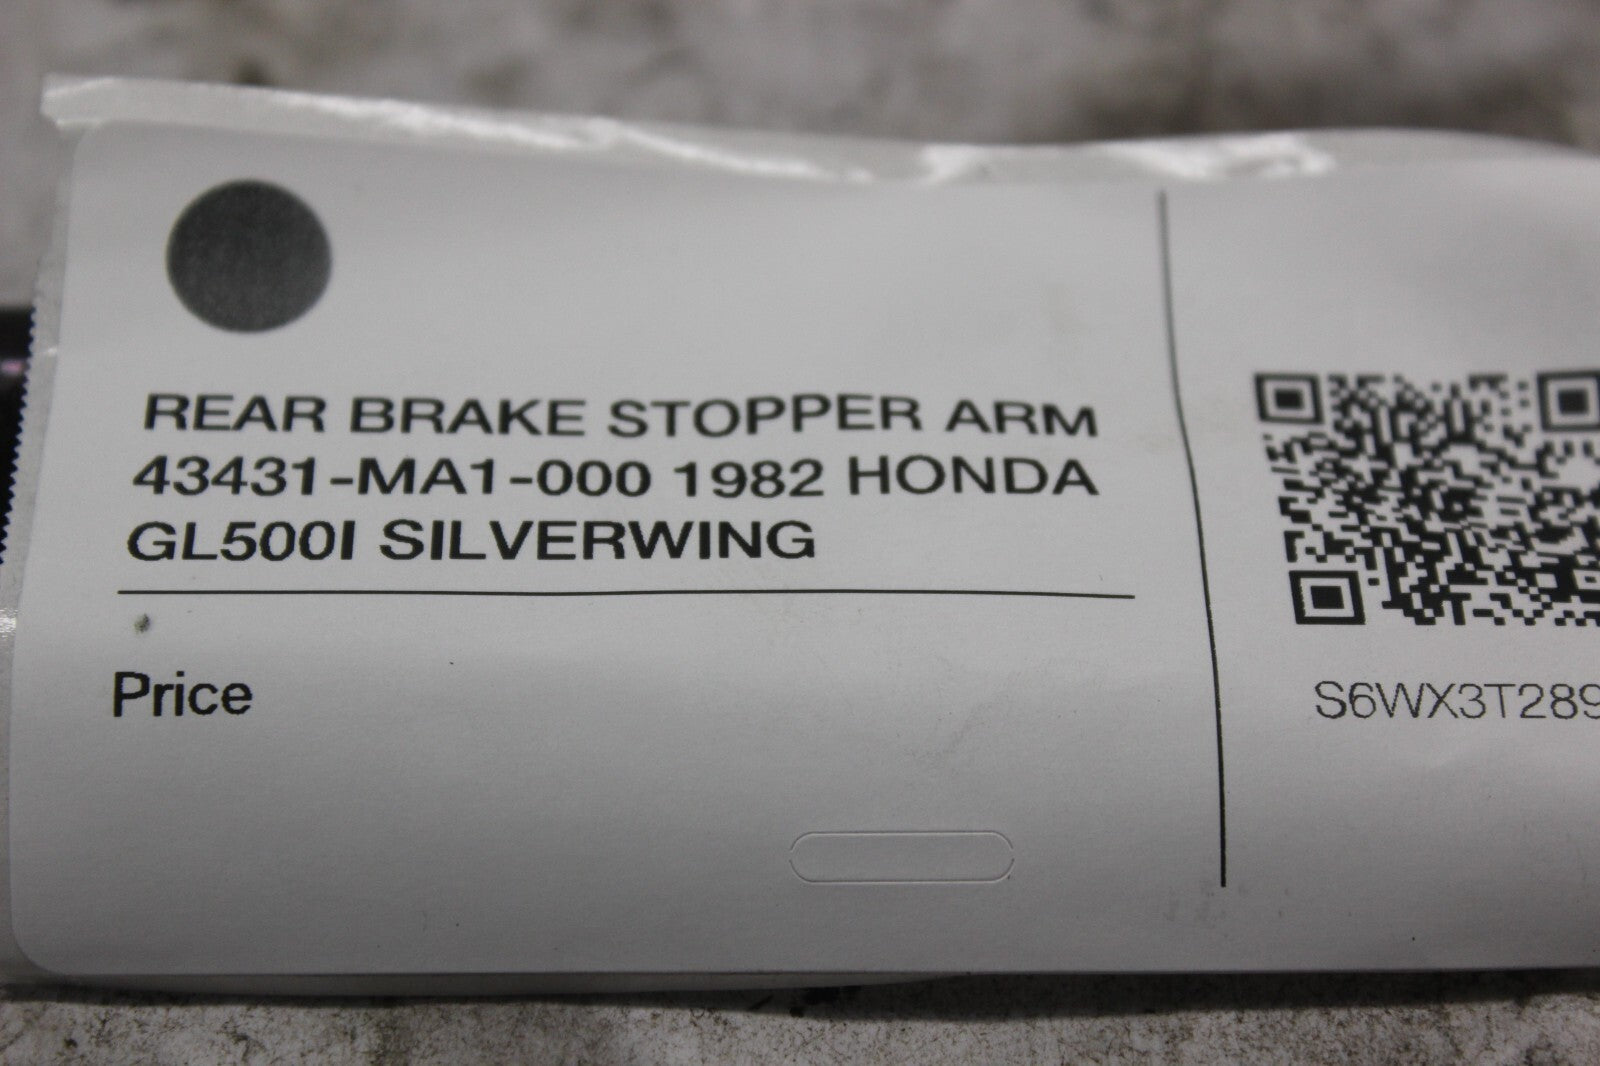 REAR BRAKE STOPPER ARM
43431-MA1-000 1982 HONDA
GL500I SILVERWING
Price
S6WX3T289